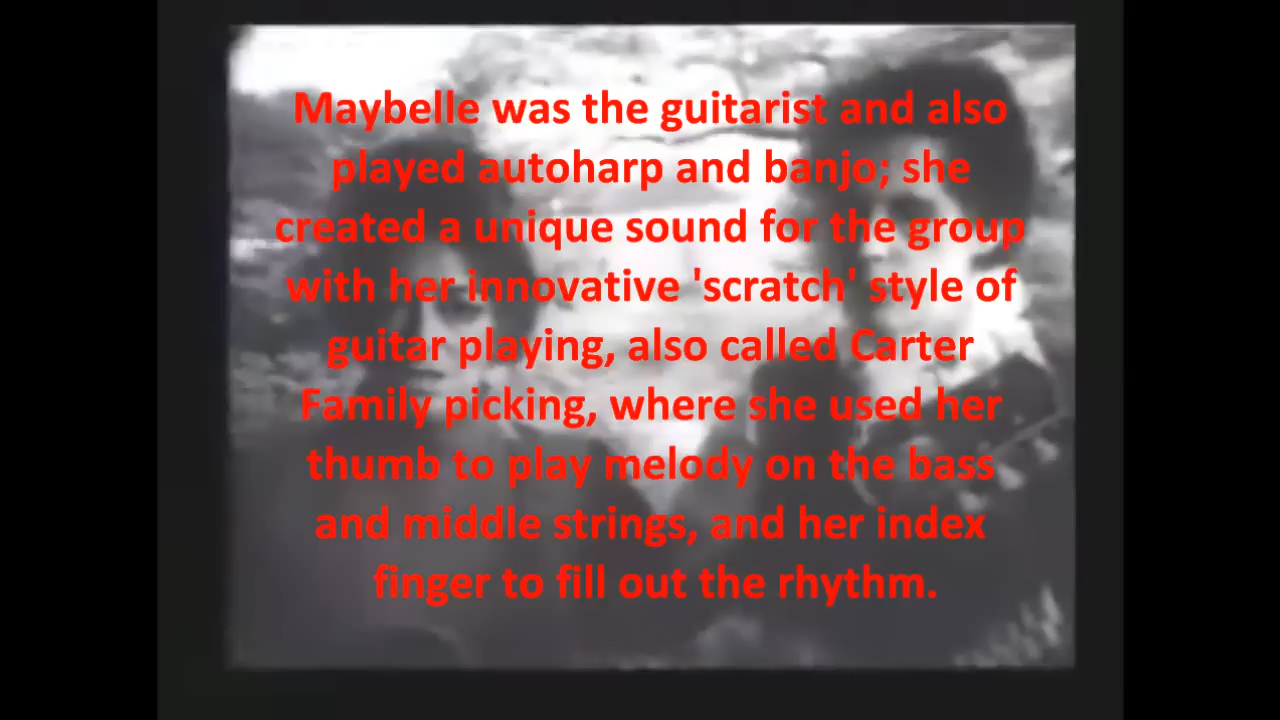 Maybelle was the guitarist and also
played autoharp and banjo; she
created a unique sound for the group
with her innovative 'scratch' style of
guitar playing, also called Carter
Family picking, where she used her
thumb to play melody on the bass
and middle strings, and her index
finger to fill out the rhythm.